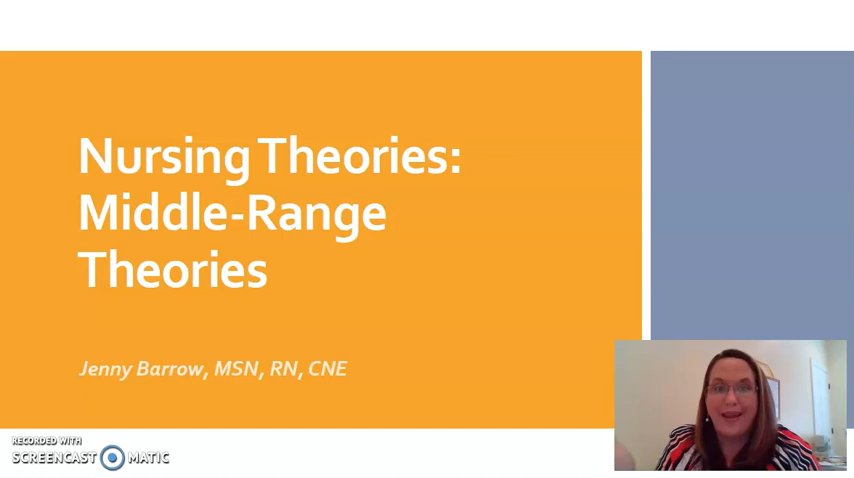 Nursing Theories:
Middle-Range
Theories
Jenny Barrow, MSN, RN, CNE
RECORDED WITH
SCREENCAST MATIC